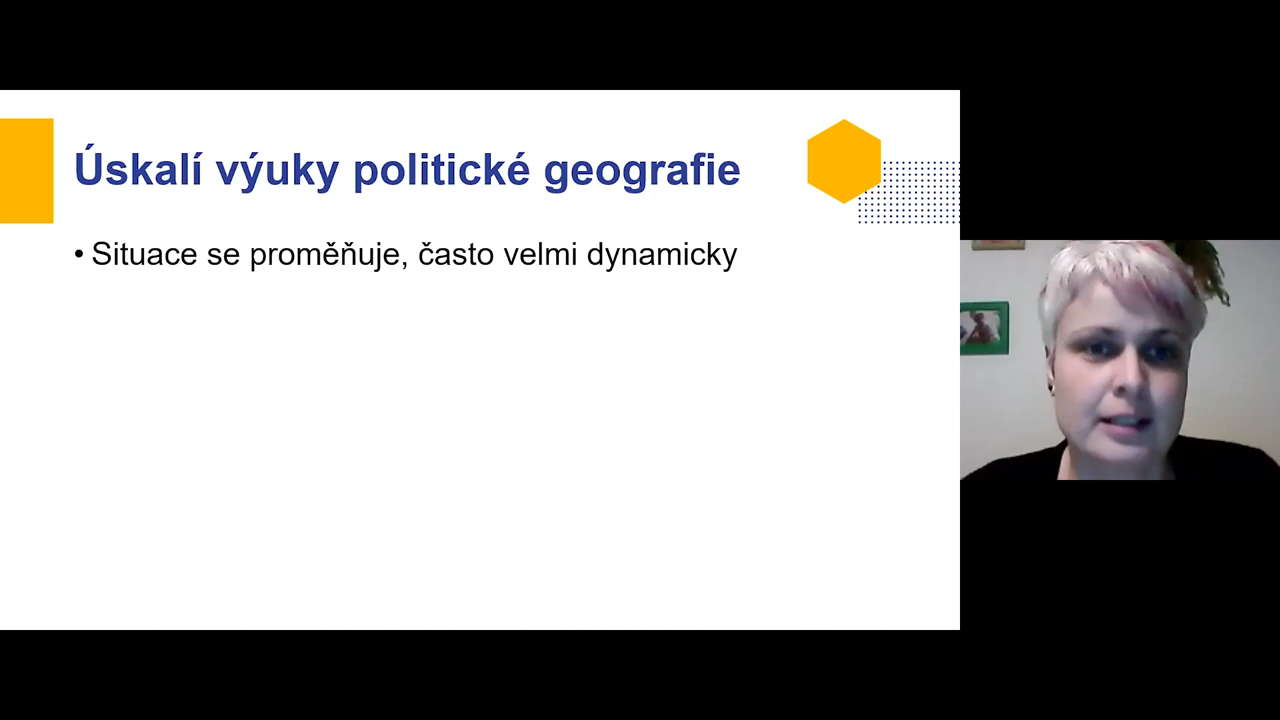 Úskalí výuky politické geografie
• Situace se proměňuje, často velmi dynamicky